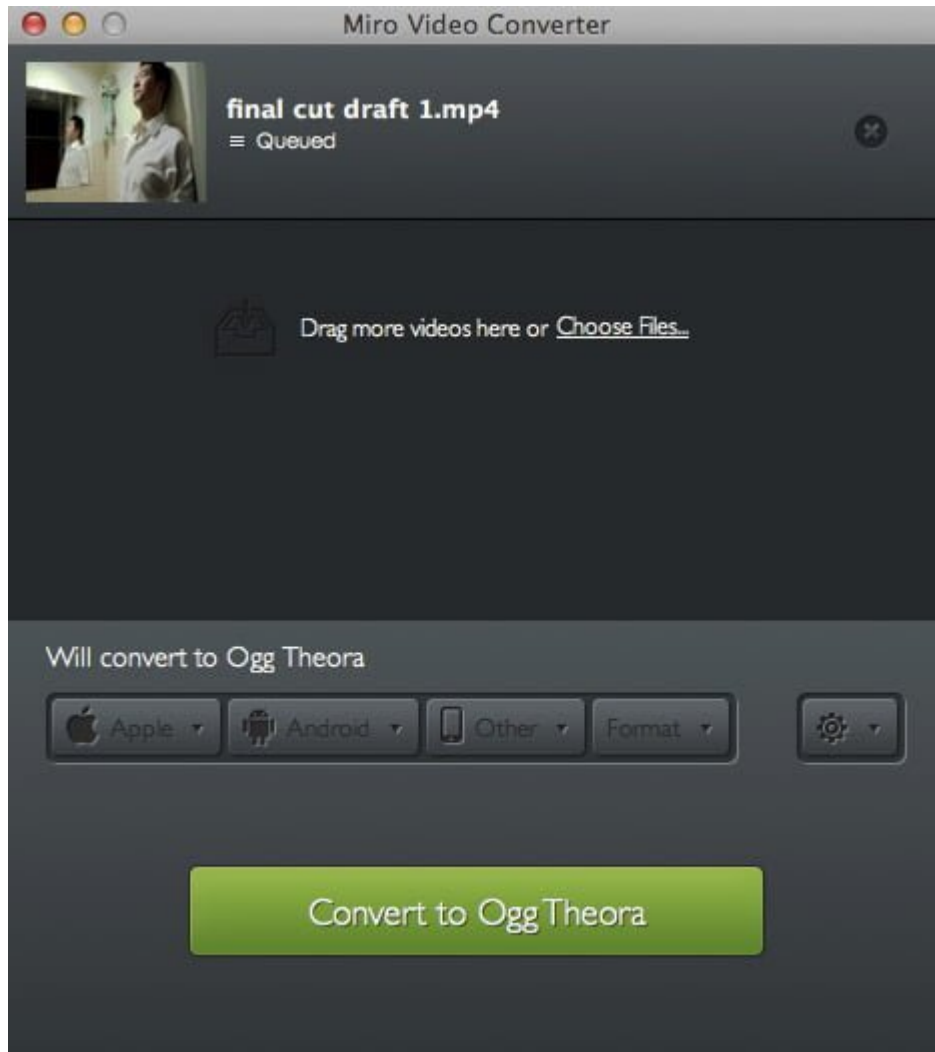 Miro Video Converter
final cut draft 1.mp4
Queued
Drag more videos here or Choose Files...
Will convert to Ogg Theora
Apple Android Other Format
Convert to Ogg Theora